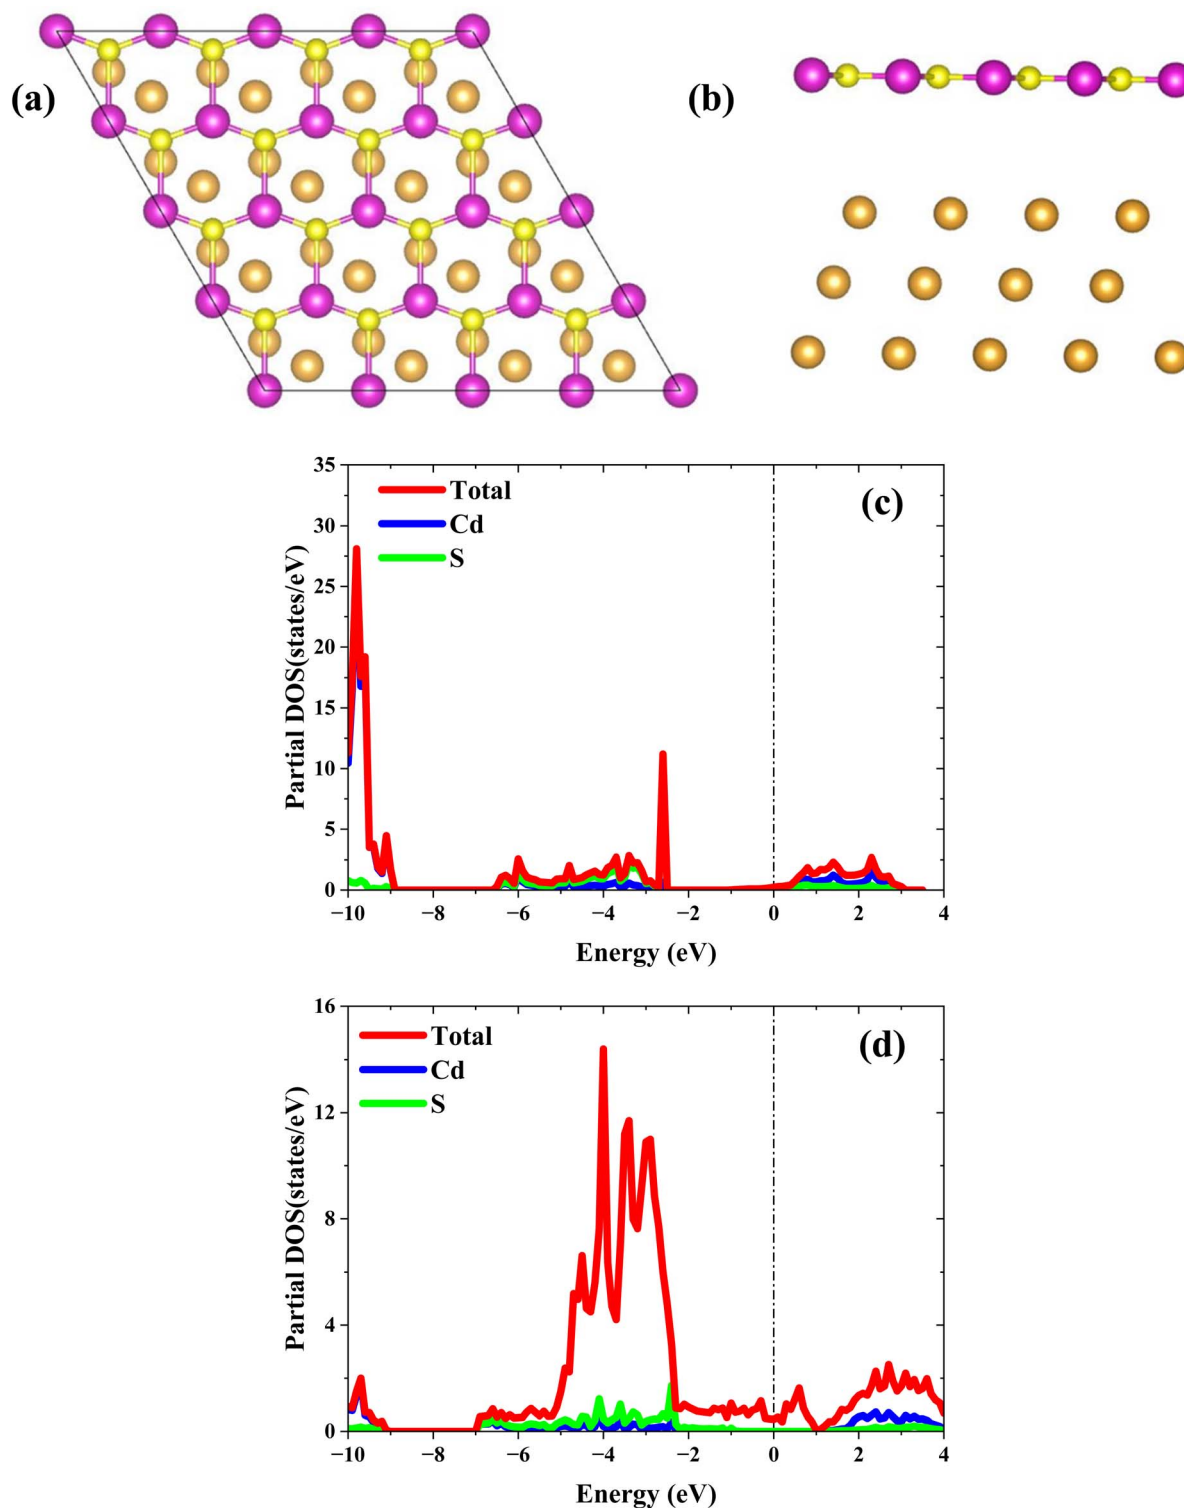 (a)
(b)
35
30
25
20
15
10
5
0
Partial DOS(states/eV)
Total
Cd
S
(c)
−10 −8 −6 −4 −2 0 2 4
Energy (eV)
16
12
8
4
0
Partial DOS(states/eV)
Total
Cd
S
(d)
−10 −8 −6 −4 −2 0 2 4
Energy (eV)